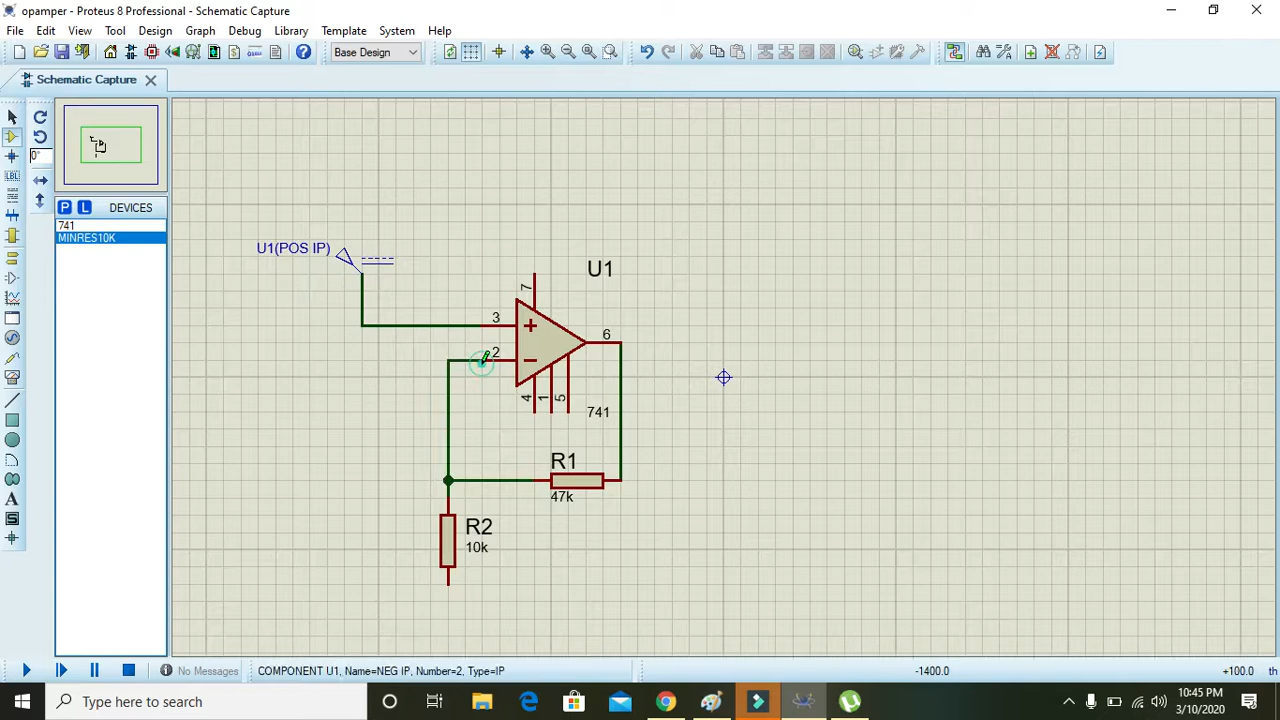 opamper - Proteus 8 Professional - Schematic Capture
File Edit View Tool Design Graph Debug Library Template System Help
Base Design
Schematic Capture
0°
P L DEVICES
741
MINRES10K
LBL
U1(POS IP)
U1
7
3
6
2
4
1
5
741
R1
47k
R2
10k
No Messages
COMPONENT U1, Name=NEG IP, Number=2, Type=IP
-1400.0
+100.0
th
Type here to search
10:45 PM
3/10/2020